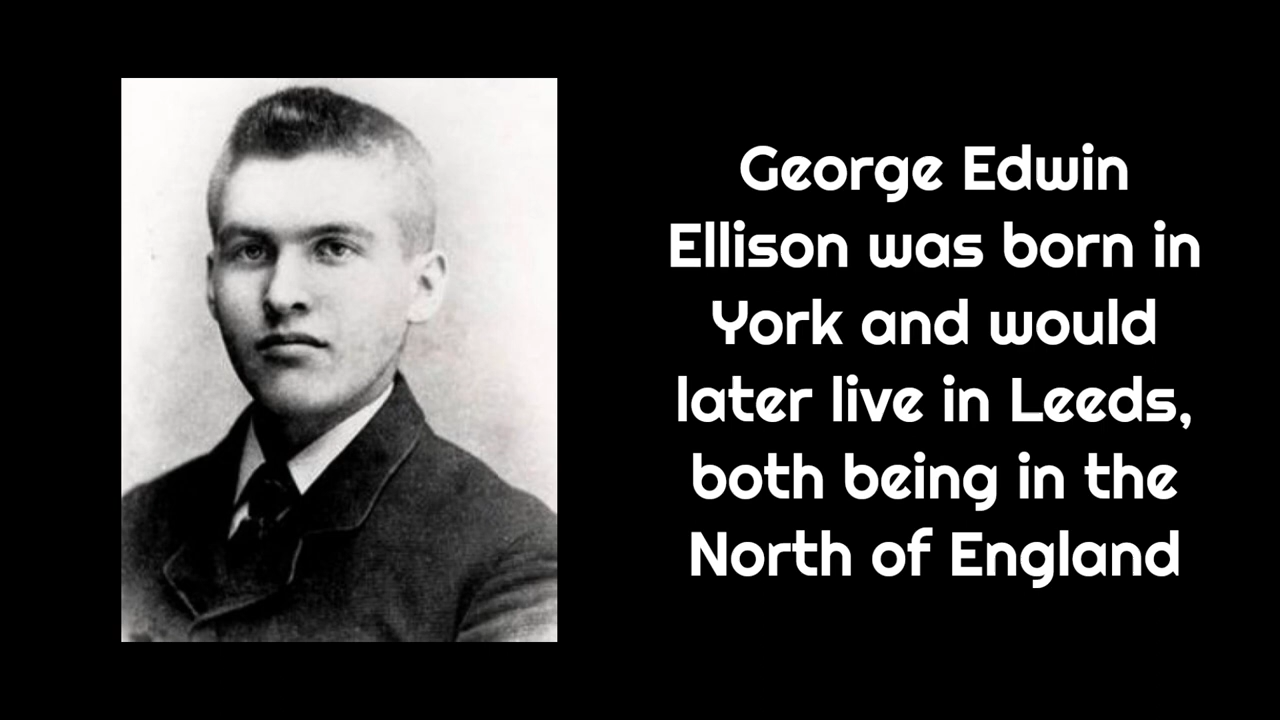 George Edwin
Ellison was born in
York and would
later live in Leeds,
both being in the
North of England